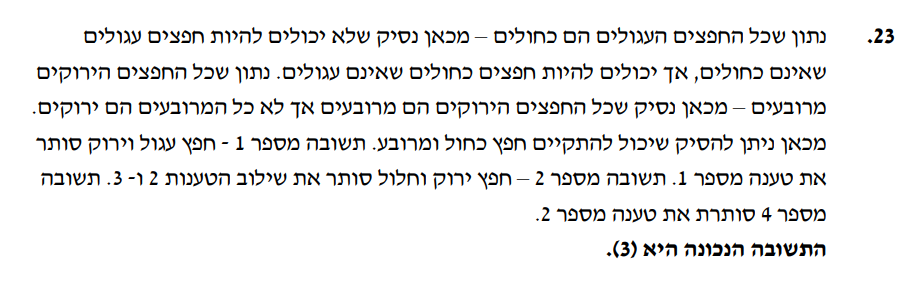 23. נתון שכל החפצים העגולים הם כחולים – מכאן נסיק שלא יכולים להיות חפצים עגולים
שאינם כחולים, אך יכולים להיות חפצים כחולים שאינם עגולים. נתון שכל החפצים הירוקים
מרובעים – מכאן נסיק שכל החפצים הירוקים הם מרובעים אך לא כל המרובעים הם ירוקים.
מכאן ניתן להסיק שיכול להתקיים חפץ כחול ומרובע. תשובה מספר 1 - חפץ עגול וירוק סותר
את טענה מספר 1. תשובה מספר 2 – חפץ ירוק וחלול סותר את שילוב הטענות 2 ו- 3. תשובה
מספר 4 סותרת את טענה מספר 2.
התשובה הנכונה היא (3).